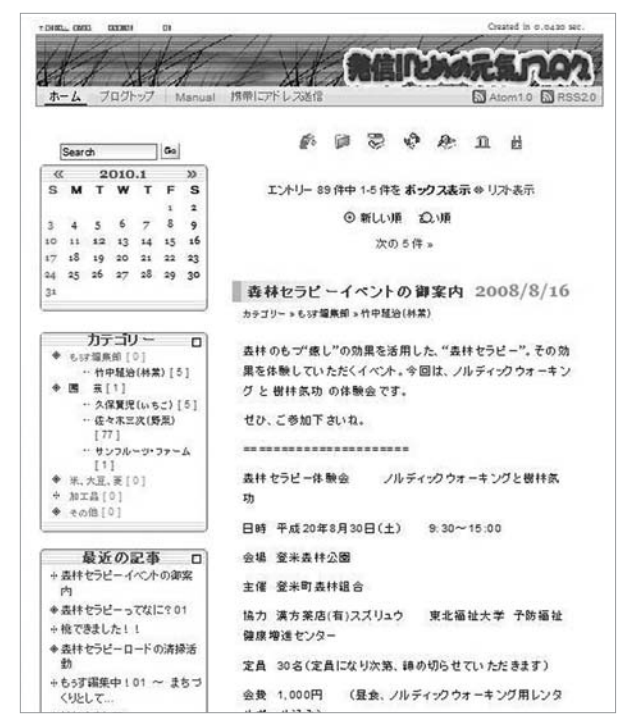 Created in 0.0420 sec.
発信!とめの元気ブログ
ホーム ブログトップ Manual 携帯にアドレス送信 Atom1.0 RSS2.0
Search Go
« 2010.1 »
S M T W T F S
1 2
3 4 5 6 7 8 9
10 11 12 13 14 15 16
17 18 19 20 21 22 23
24 25 26 27 28 29 30
31
カテゴリー
もっす編集部 [0]
竹中雄治(林業) [5]
園 芸 [1]
久保賢児(いちご) [5]
佐々木三次(野菜)
[77]
サンフルーツ・ファーム
[1]
米、大豆、麦 [0]
加工品 [0]
その他 [0]
最近の記事
森林セラピーイベントの御案
内
森林セラピーってなに?01
桃できました!!
森林セラピーロードの清掃活
動
もっす編集中!01 ~ まちづ
くりとして...
エントリー 89件中 1-5件を ボックス表示 ⇔ リスト表示
新しい順 古い順
次の5件 »
森林セラピーイベントの御案内 2008/8/16
カテゴリー » もっす編集部 » 竹中雄治(林業)
森林のもつ“癒し”の効果を活用した、“森林セラピー”。その効
果を体験していただくイベント。今回は、ノルディックウォーキン
グ と 樹林気功 の体験会です。
ぜひ、ご参加下さいね。
======================
森林セラピー体験会 ノルディックウォーキングと樹林気
功
日時 平成20年8月30日(土) 9:30~15:00
会場 登米森林公園
主催 登米町森林組合
協力 漢方薬店(有)スズリュウ 東北福祉大学 予防福祉
健康増進センター
定員 30名(定員になり次第、締め切らせていただきます)
会費 1,000円 (昼食、ノルディックウォーキング用レンタ